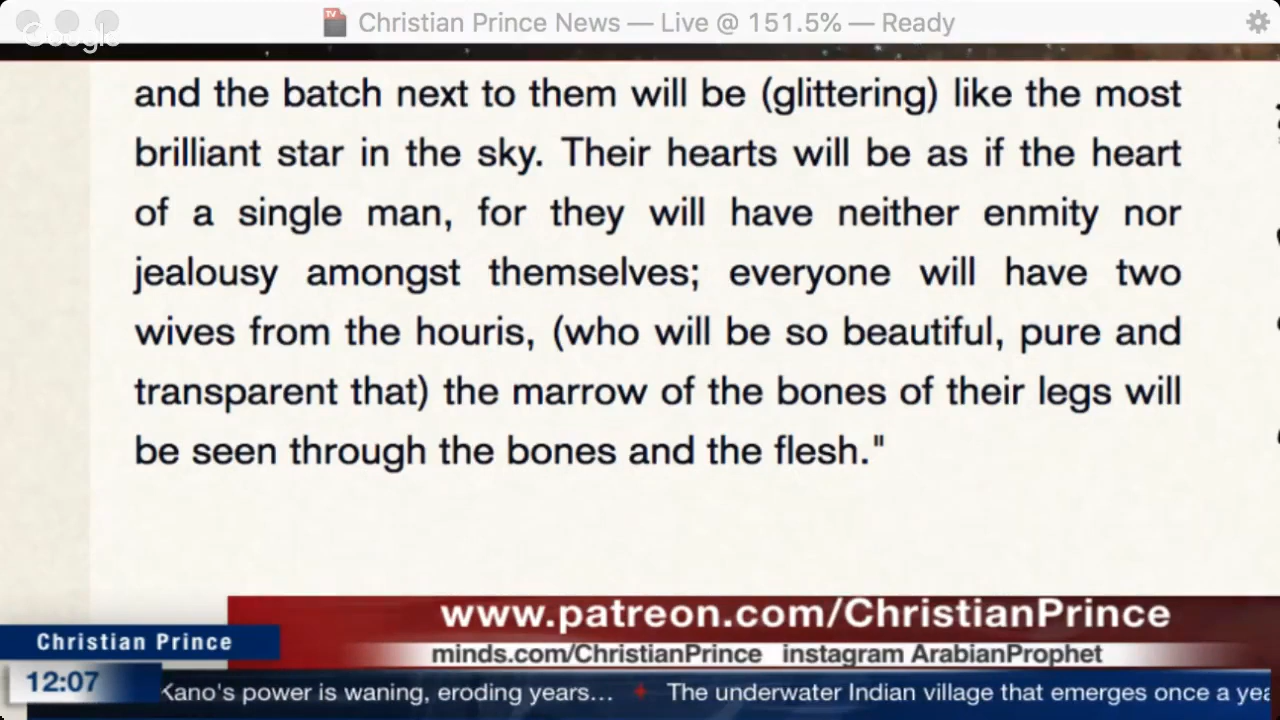 Christian Prince News — Live @ 151.5% — Ready
Google
and the batch next to them will be (glittering) like the most
brilliant star in the sky. Their hearts will be as if the heart
of a single man, for they will have neither enmity nor
jealousy amongst themselves; everyone will have two
wives from the houris, (who will be so beautiful, pure and
transparent that) the marrow of the bones of their legs will
be seen through the bones and the flesh."
www.patreon.com/ChristianPrince
Christian Prince
minds.com/ChristianPrince instagram ArabianProphet
12:07
Kano's power is waning, eroding years... + The underwater Indian village that emerges once a yea